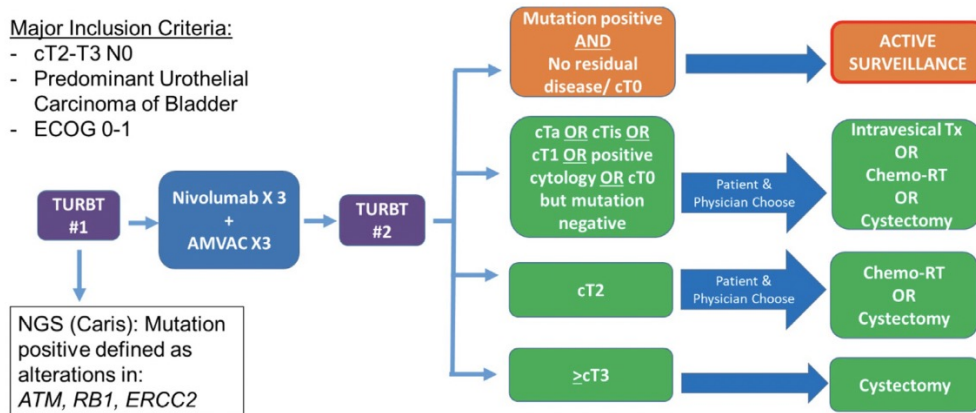 Major Inclusion Criteria:
- cT2-T3 N0
- Predominant Urothelial
Carcinoma of Bladder
- ECOG 0-1
TURBT
#1
Nivolumab X 3
+
AMVAC X3
TURBT
#2
NGS (Caris): Mutation
positive defined as
alterations in:
ATM, RB1, ERCC2
Mutation positive
AND
No residual
disease/ cT0
ACTIVE
SURVEILLANCE
cTa OR cTis OR
cT1 OR positive
cytology OR cT0
but mutation
negative
Patient &
Physician Choose
Intravesical Tx
OR
Chemo-RT
OR
Cystectomy
cT2
Patient &
Physician Choose
Chemo-RT
OR
Cystectomy
≥cT3
Cystectomy